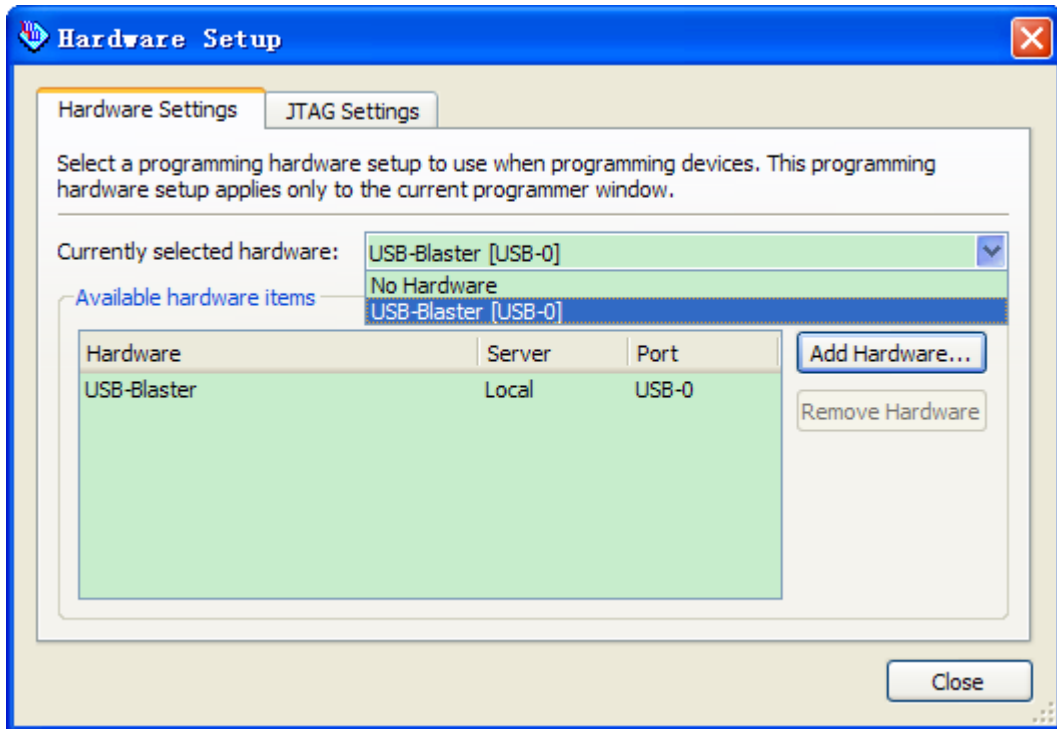 Hardware Setup
Hardware Settings
JTAG Settings
Select a programming hardware setup to use when programming devices. This programming
hardware setup applies only to the current programmer window.
Currently selected hardware:
USB-Blaster [USB-0]
No Hardware
USB-Blaster [USB-0]
Available hardware items
Hardware Server Port
USB-Blaster Local USB-0
Add Hardware...
Remove Hardware
Close